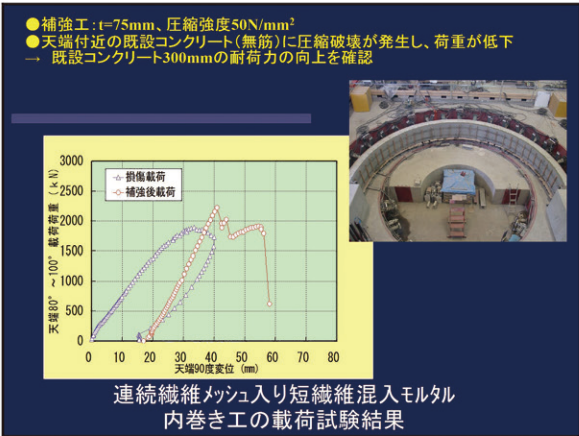 ●補強工：t=75mm、圧縮強度50N/mm²
●天端付近の既設コンクリート（無筋）に圧縮破壊が発生し、荷重が低下
→ 既設コンクリート300mmの耐荷力の向上を確認
天端80°～100°載荷荷重（kN）
3000
2500
2000
1500
1000
500
0
損傷載荷
補強後載荷
0 10 20 30 40 50 60 70 80
天端90度変位（mm）
連続繊維メッシュ入り短繊維混入モルタル
内巻き工の載荷試験結果